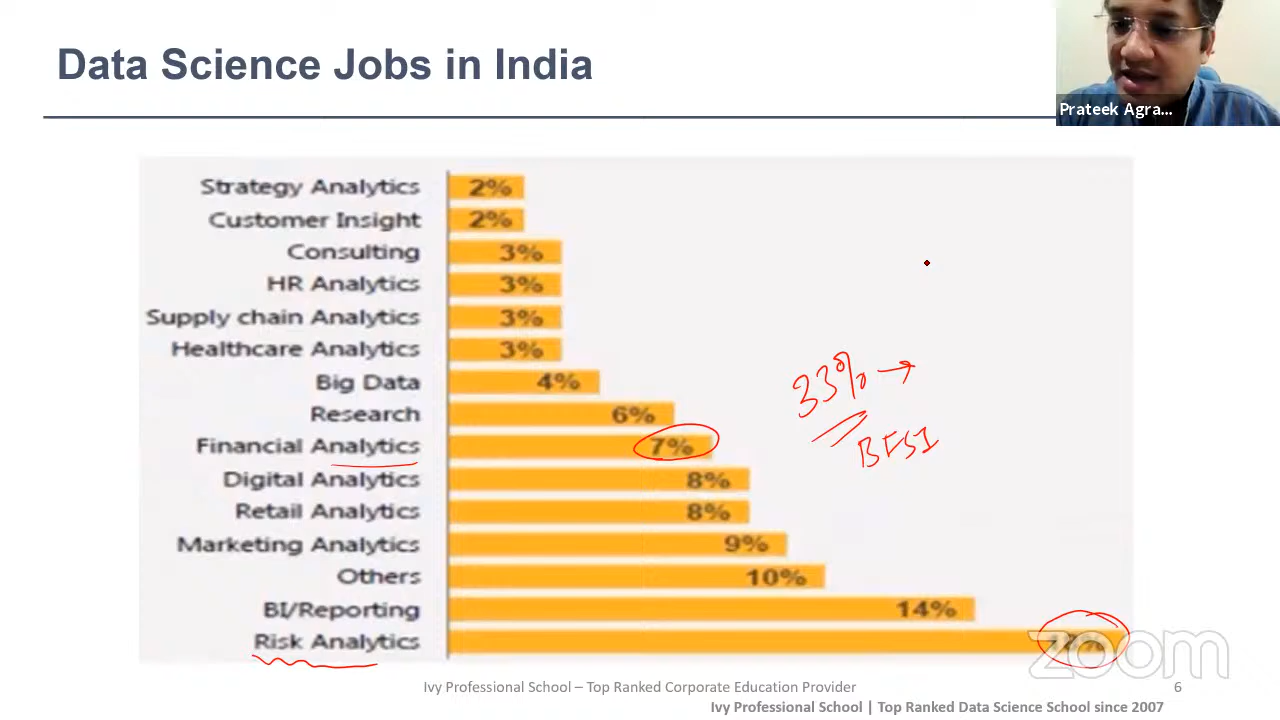 Data Science Jobs in India
Prateek Agra...
Strategy Analytics 2%
Customer Insight 2%
Consulting 3%
HR Analytics 3%
Supply chain Analytics 3%
Healthcare Analytics 3%
Big Data 4%
Research 6%
Financial Analytics 7%
Digital Analytics 8%
Retail Analytics 8%
Marketing Analytics 9%
Others 10%
BI/Reporting 14%
Risk Analytics
33% →
BFSI
zoom
Ivy Professional School – Top Ranked Corporate Education Provider 6
Ivy Professional School | Top Ranked Data Science School since 2007